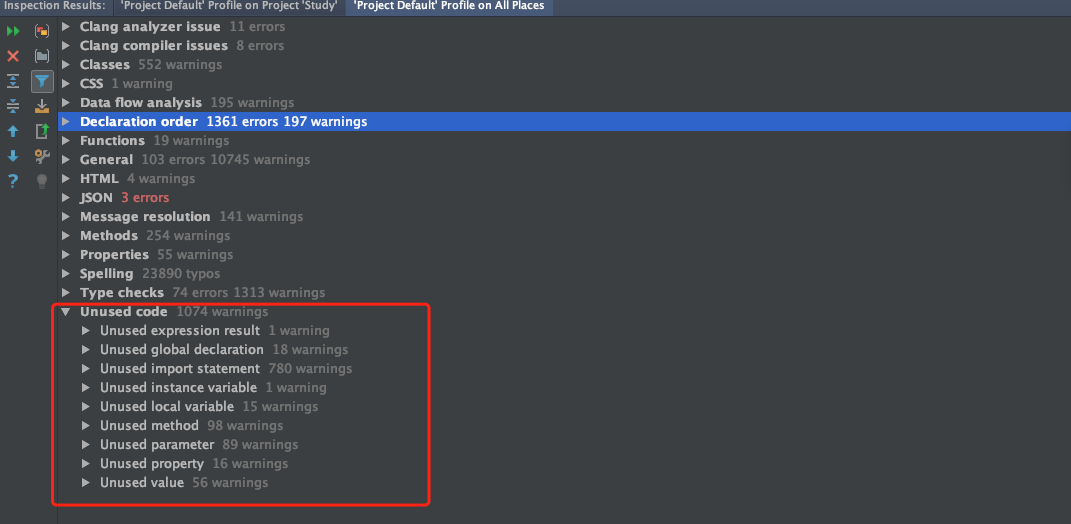 Inspection Results: 'Project Default' Profile on Project 'Study' 'Project Default' Profile on All Places
Clang analyzer issue 11 errors
Clang compiler issues 8 errors
Classes 552 warnings
CSS 1 warning
Data flow analysis 195 warnings
Declaration order 1361 errors 197 warnings
Functions 19 warnings
General 103 errors 10745 warnings
HTML 4 warnings
JSON 3 errors
Message resolution 141 warnings
Methods 254 warnings
Properties 55 warnings
Spelling 23890 typos
Type checks 74 errors 1313 warnings
Unused code 1074 warnings
Unused expression result 1 warning
Unused global declaration 18 warnings
Unused import statement 780 warnings
Unused instance variable 1 warning
Unused local variable 15 warnings
Unused method 98 warnings
Unused parameter 89 warnings
Unused property 16 warnings
Unused value 56 warnings